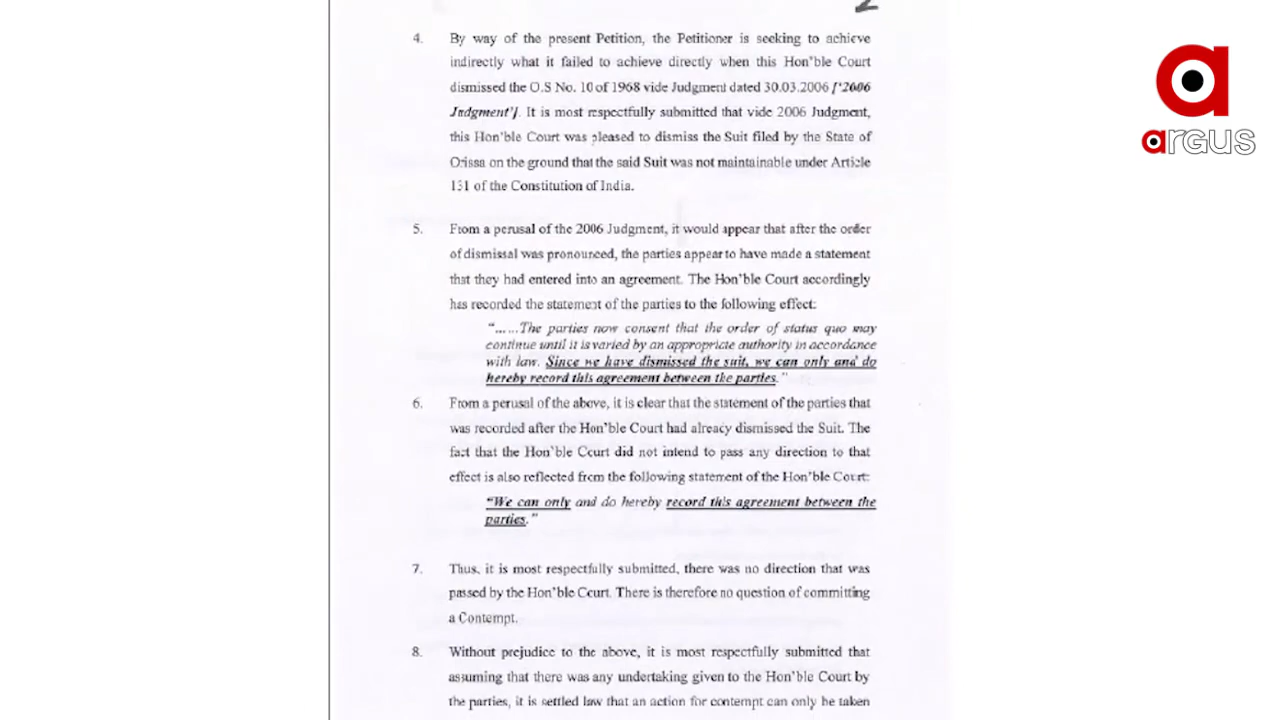 2
4. By way of the present Petition, the Petitioner is seeking to achieve
indirectly what it failed to achieve directly when this Hon'ble Court
dismissed the O.S No. 10 of 1968 vide Judgment dated 30.03.2006 ['2006
Judgment']. It is most respectfully submitted that vide 2006 Judgment,
this Hon'ble Court was pleased to dismiss the Suit filed by the State of
Orissa on the ground that the said Suit was not maintainable under Article
131 of the Constitution of India.
5. From a perusal of the 2006 Judgment, it would appear that after the order
of dismissal was pronounced, the parties appear to have made a statement
that they had entered into an agreement. The Hon'ble Court accordingly
has recorded the statement of the parties to the following effect:
"......The parties now consent that the order of status quo may
continue until it is varied by an appropriate authority in accordance
with law. Since we have dismissed the suit, we can only and do
hereby record this agreement between the parties."
6. From a perusal of the above, it is clear that the statement of the parties that
was recorded after the Hon'ble Court had already dismissed the Suit. The
fact that the Hon'ble Court did not intend to pass any direction to that
effect is also reflected from the following statement of the Hon'ble Court:
"We can only and do hereby record this agreement between the
parties."
7. Thus, it is most respectfully submitted, there was no direction that was
passed by the Hon'ble Court. There is therefore no question of committing
a Contempt.
8. Without prejudice to the above, it is most respectfully submitted that
assuming that there was any undertaking given to the Hon'ble Court by
the parties, it is settled law that an action for contempt can only be taken
a
argus